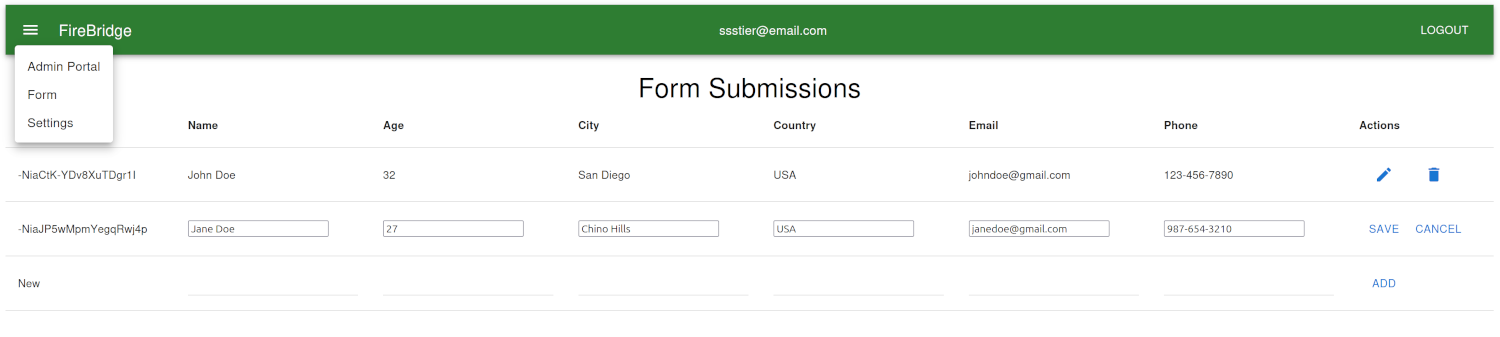 FireBridge ssstier@email.com LOGOUT
Admin Portal
Form
Settings
Form Submissions
Name Age City Country Email Phone Actions
-NiaCtK-YDv8XuTDgr1I John Doe 32 San Diego USA johndoe@gmail.com 123-456-7890
-NiaJP5wMpmYegqRwj4p Jane Doe 27 Chino Hills USA janedoe@gmail.com 987-654-3210 SAVE CANCEL
New ADD